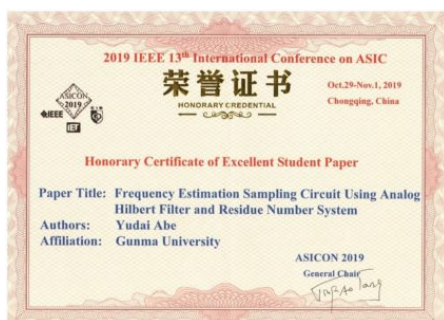 2019 IEEE 13th International Conference on ASIC
荣誉证书
HONORARY CREDENTIAL
Oct.29-Nov.1, 2019
Chongqing, China
ASICON
2019
IEEE
IET
Honorary Certificate of Excellent Student Paper
Paper Title: Frequency Estimation Sampling Circuit Using Analog
Hilbert Filter and Residue Number System
Authors: Yudai Abe
Affiliation: Gunma University
ASICON 2019
General Chair